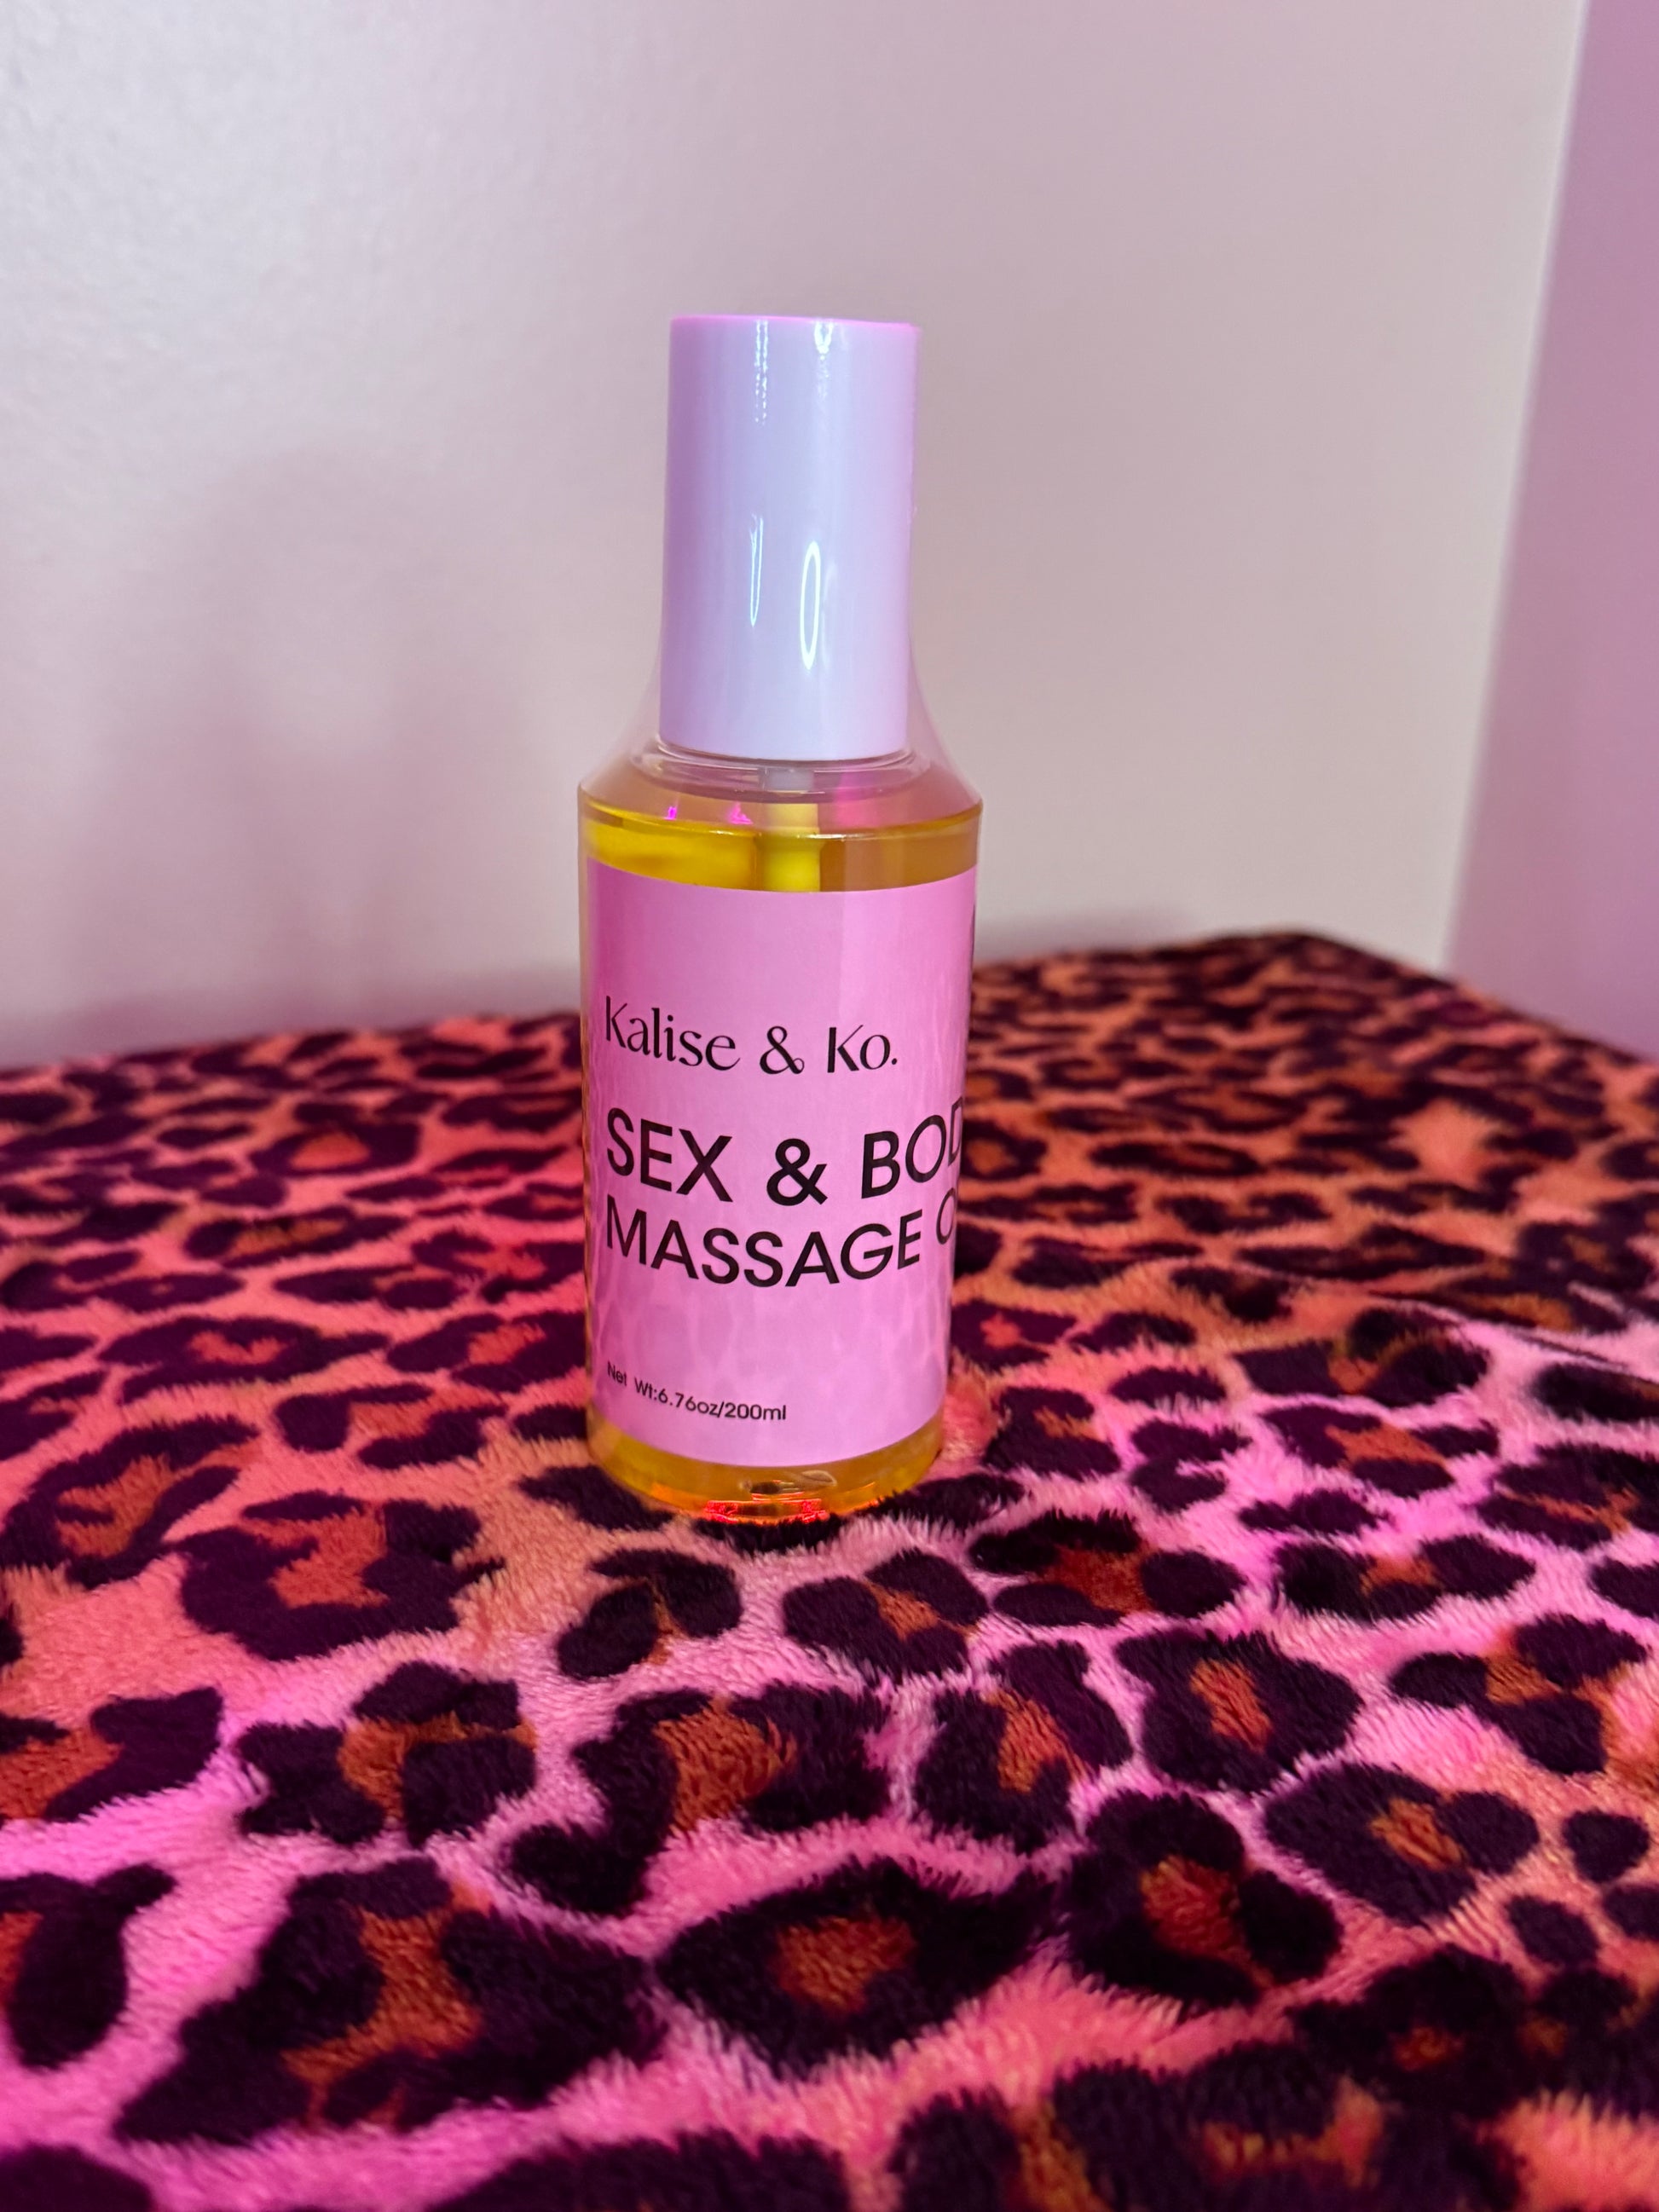 Kalise & Ko.
SEX & BOD
MASSAGE O
Net Wt:6.76oz/200ml